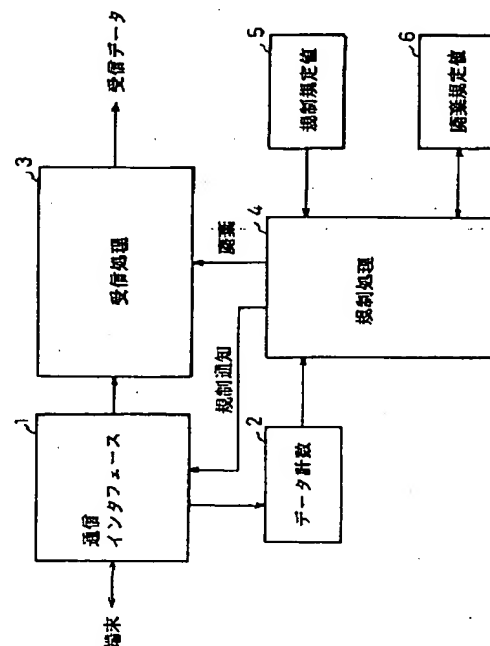 端末
1
通信
インタフェース
3
受信処理
受信データ
規制通知
廃棄
2
データ計数
4
規制処理
5
規制規定値
6
廃棄規定値